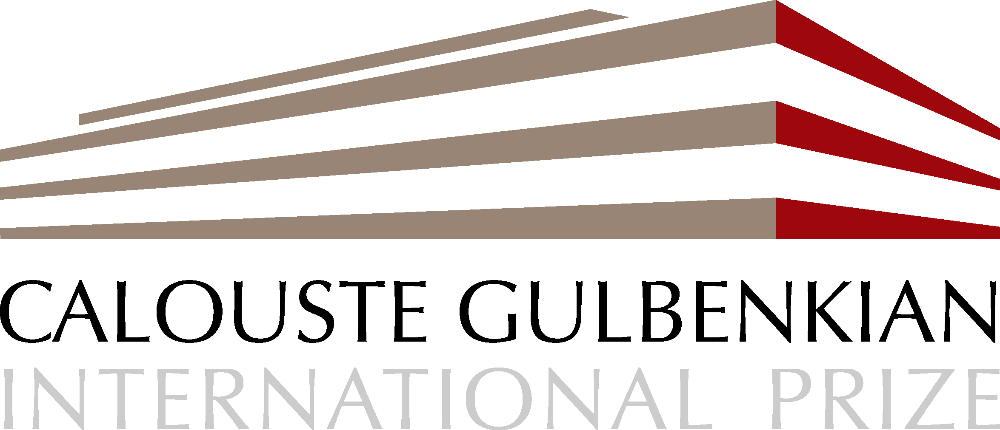 CALOUSTE GULBENKIAN
INTERNATIONAL PRIZE